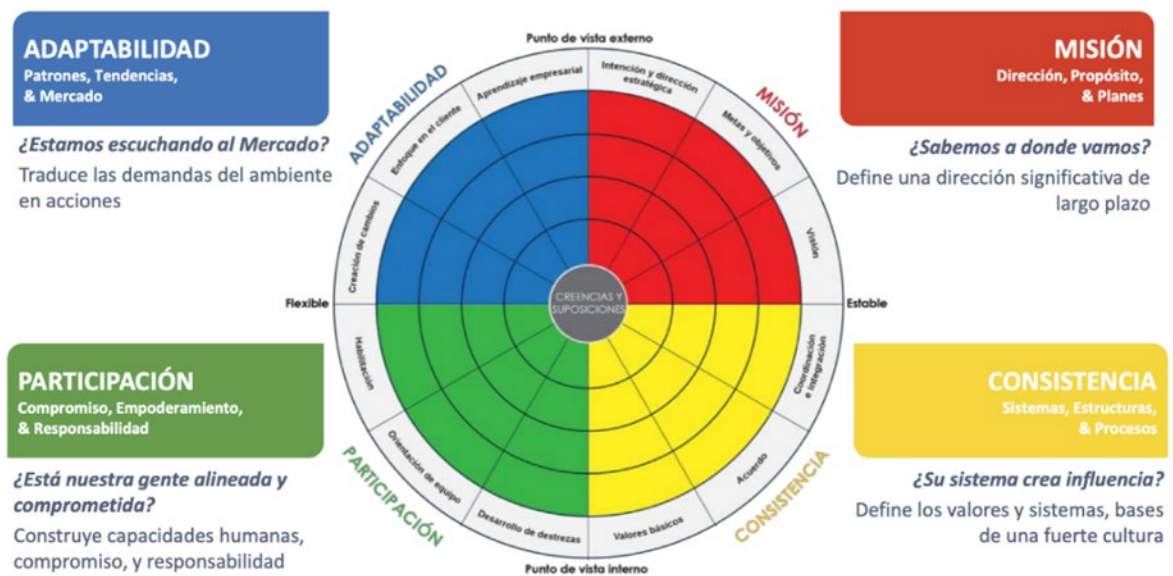 ADAPTABILIDAD
Patrones, Tendencias,
& Mercado
¿Estamos escuchando al Mercado?
Traduce las demandas del ambiente
en acciones
MISIÓN
Dirección, Propósito,
& Planes
¿Sabemos a donde vamos?
Define una dirección significativa de
largo plazo
Punto de vista externo
ADAPTABILIDAD
MISIÓN
Creación de cambios
Enfoque en el cliente
Aprendizaje empresarial
Intención y dirección
estratégica
Metas y objetivos
Visión
Flexible
CREENCIAS Y
SUPOSICIONES
Estable
Habilitación
Orientación de equipo
Desarrollo de destrezas
Valores básicos
Acuerdo
Coordinación
e integración
PARTICIPACIÓN
CONSISTENCIA
Punto de vista interno
PARTICIPACIÓN
Compromiso, Empoderamiento,
& Responsabilidad
¿Está nuestra gente alineada y
comprometida?
Construye capacidades humanas,
compromiso, y responsabilidad
CONSISTENCIA
Sistemas, Estructuras,
& Procesos
¿Su sistema crea influencia?
Define los valores y sistemas, bases
de una fuerte cultura